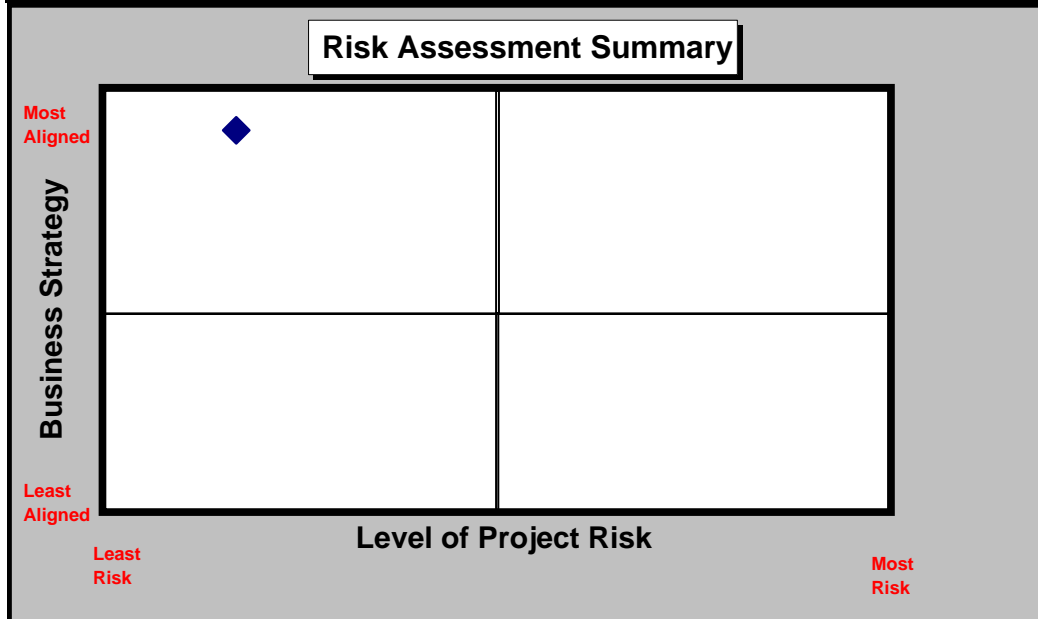 Risk Assessment Summary
Most
Aligned
Business Strategy
Least
Aligned
Level of Project Risk
Least
Risk
Most
Risk